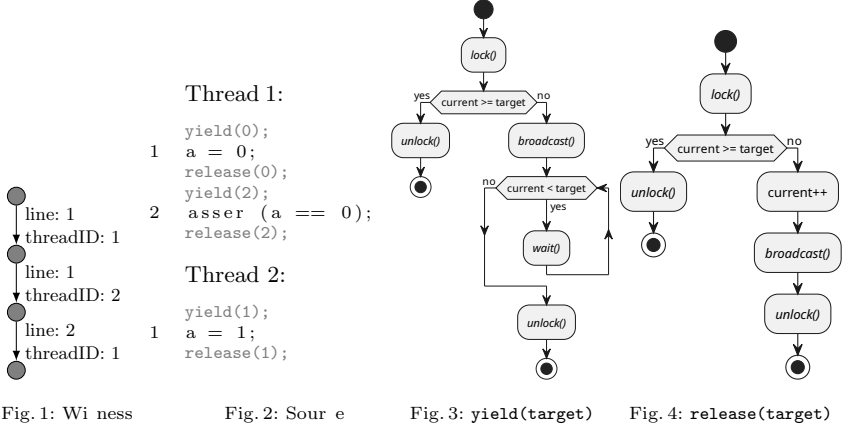 line: 1
threadID: 1
line: 1
threadID: 2
line: 2
threadID: 1
Fig. 1: Wi ness
Thread 1:
yield(0);
1 a = 0;
release(0);
yield(2);
2 asser (a == 0);
release(2);
Thread 2:
yield(1);
1 a = 1;
release(1);
Fig. 2: Sour e
lock()
yes
current >= target
no
unlock()
broadcast()
no
current < target
yes
wait()
unlock()
Fig. 3: yield(target)
lock()
yes
current >= target
no
unlock()
current++
broadcast()
unlock()
Fig. 4: release(target)